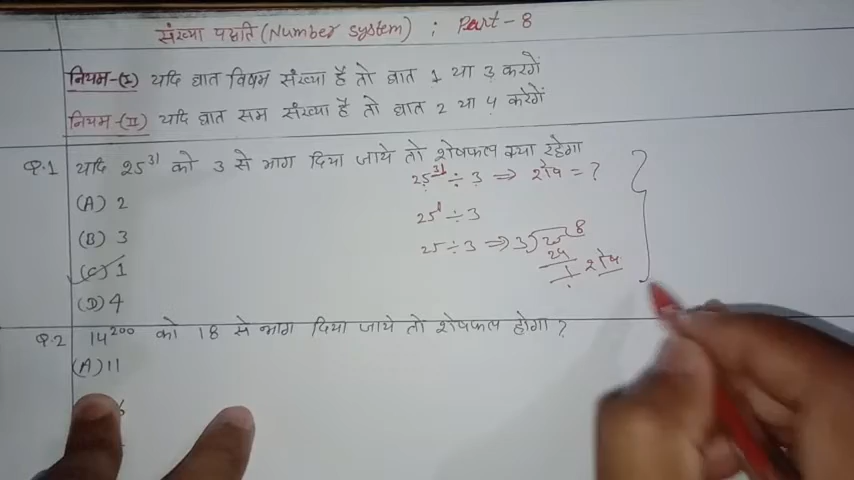 संख्या पद्धति (Number system) ; Part - 8
नियम-(I) यदि घात विषम संख्या है तो घात 1 या 3 करेगें
नियम-(II) यदि घात सम संख्या है तो घात 2 या 4 करेगें
Q.1 यदि 25³¹ को 3 से भाग दिया जाये तो शेषफल क्या रहेगा
(A) 2
(B) 3
(C) 1
(D) 4
25³¹ ÷ 3 ⇒ शेष = ?
25¹ ÷ 3
25 ÷ 3 ⇒ 3) 25 (8
24
1 शेष
Q.2 14²⁰⁰ को 18 से भाग दिया जाये तो शेषफल होगा ?
(A) 11